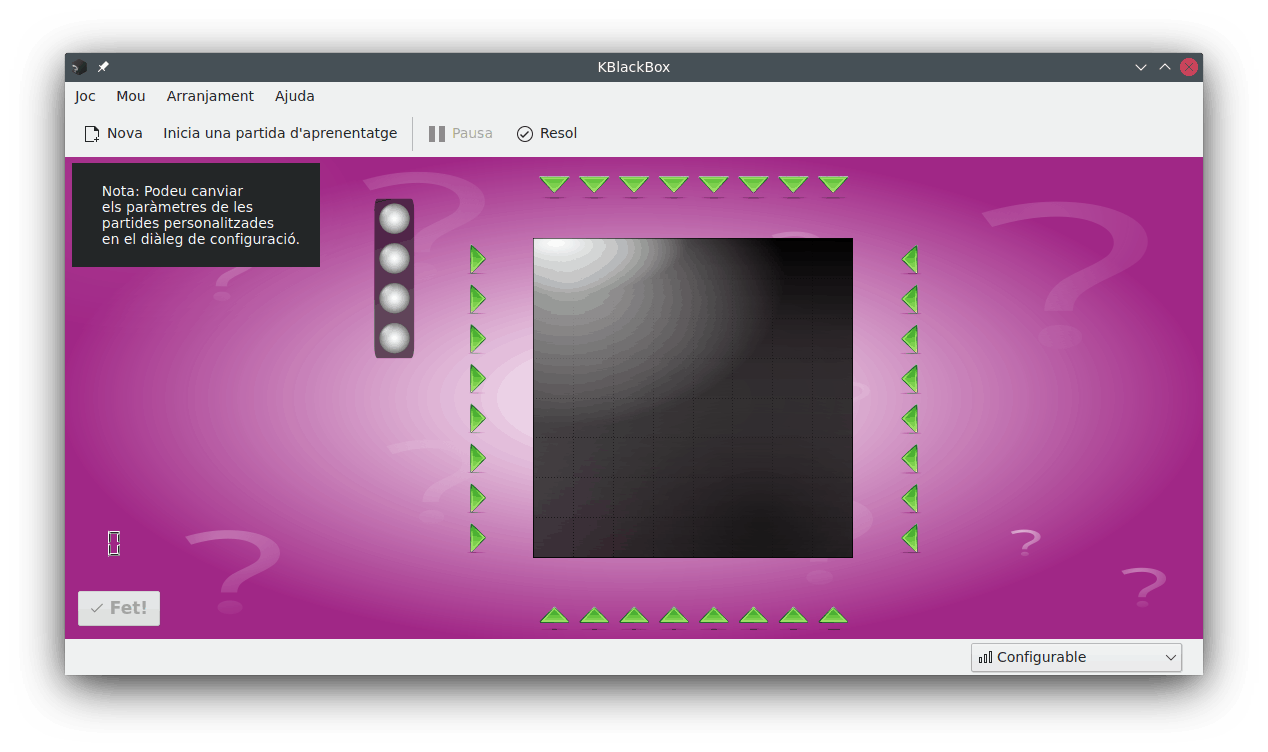 KBlackBox
Joc Mou Arranjament Ajuda
Nova Inicia una partida d'aprenentatge Pausa Resol
Nota: Podeu canviar
els paràmetres de les
partides personalitzades
en el diàleg de configuració.
Fet!
Configurable